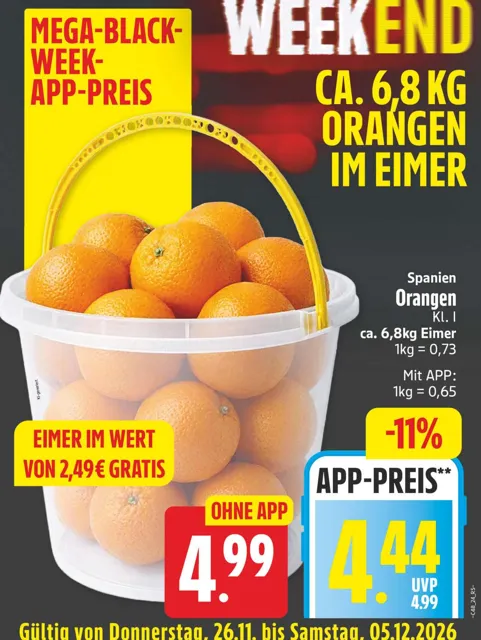 WEEKEND
MEGA-BLACK-
WEEK-
APP-PREIS
CA. 6,8 KG
ORANGEN
IM EIMER
Spanien
Orangen
Kl. I
ca. 6,8kg Eimer
1kg = 0,73
Mit APP:
1kg = 0,65
-11%
EIMER IM WERT
VON 2,49€ GRATIS
OHNE APP
4.99
APP-PREIS**
4.44
UVP
4.99
Gültig von Donnerstag, 26.11. bis Samstag, 05.12.2026